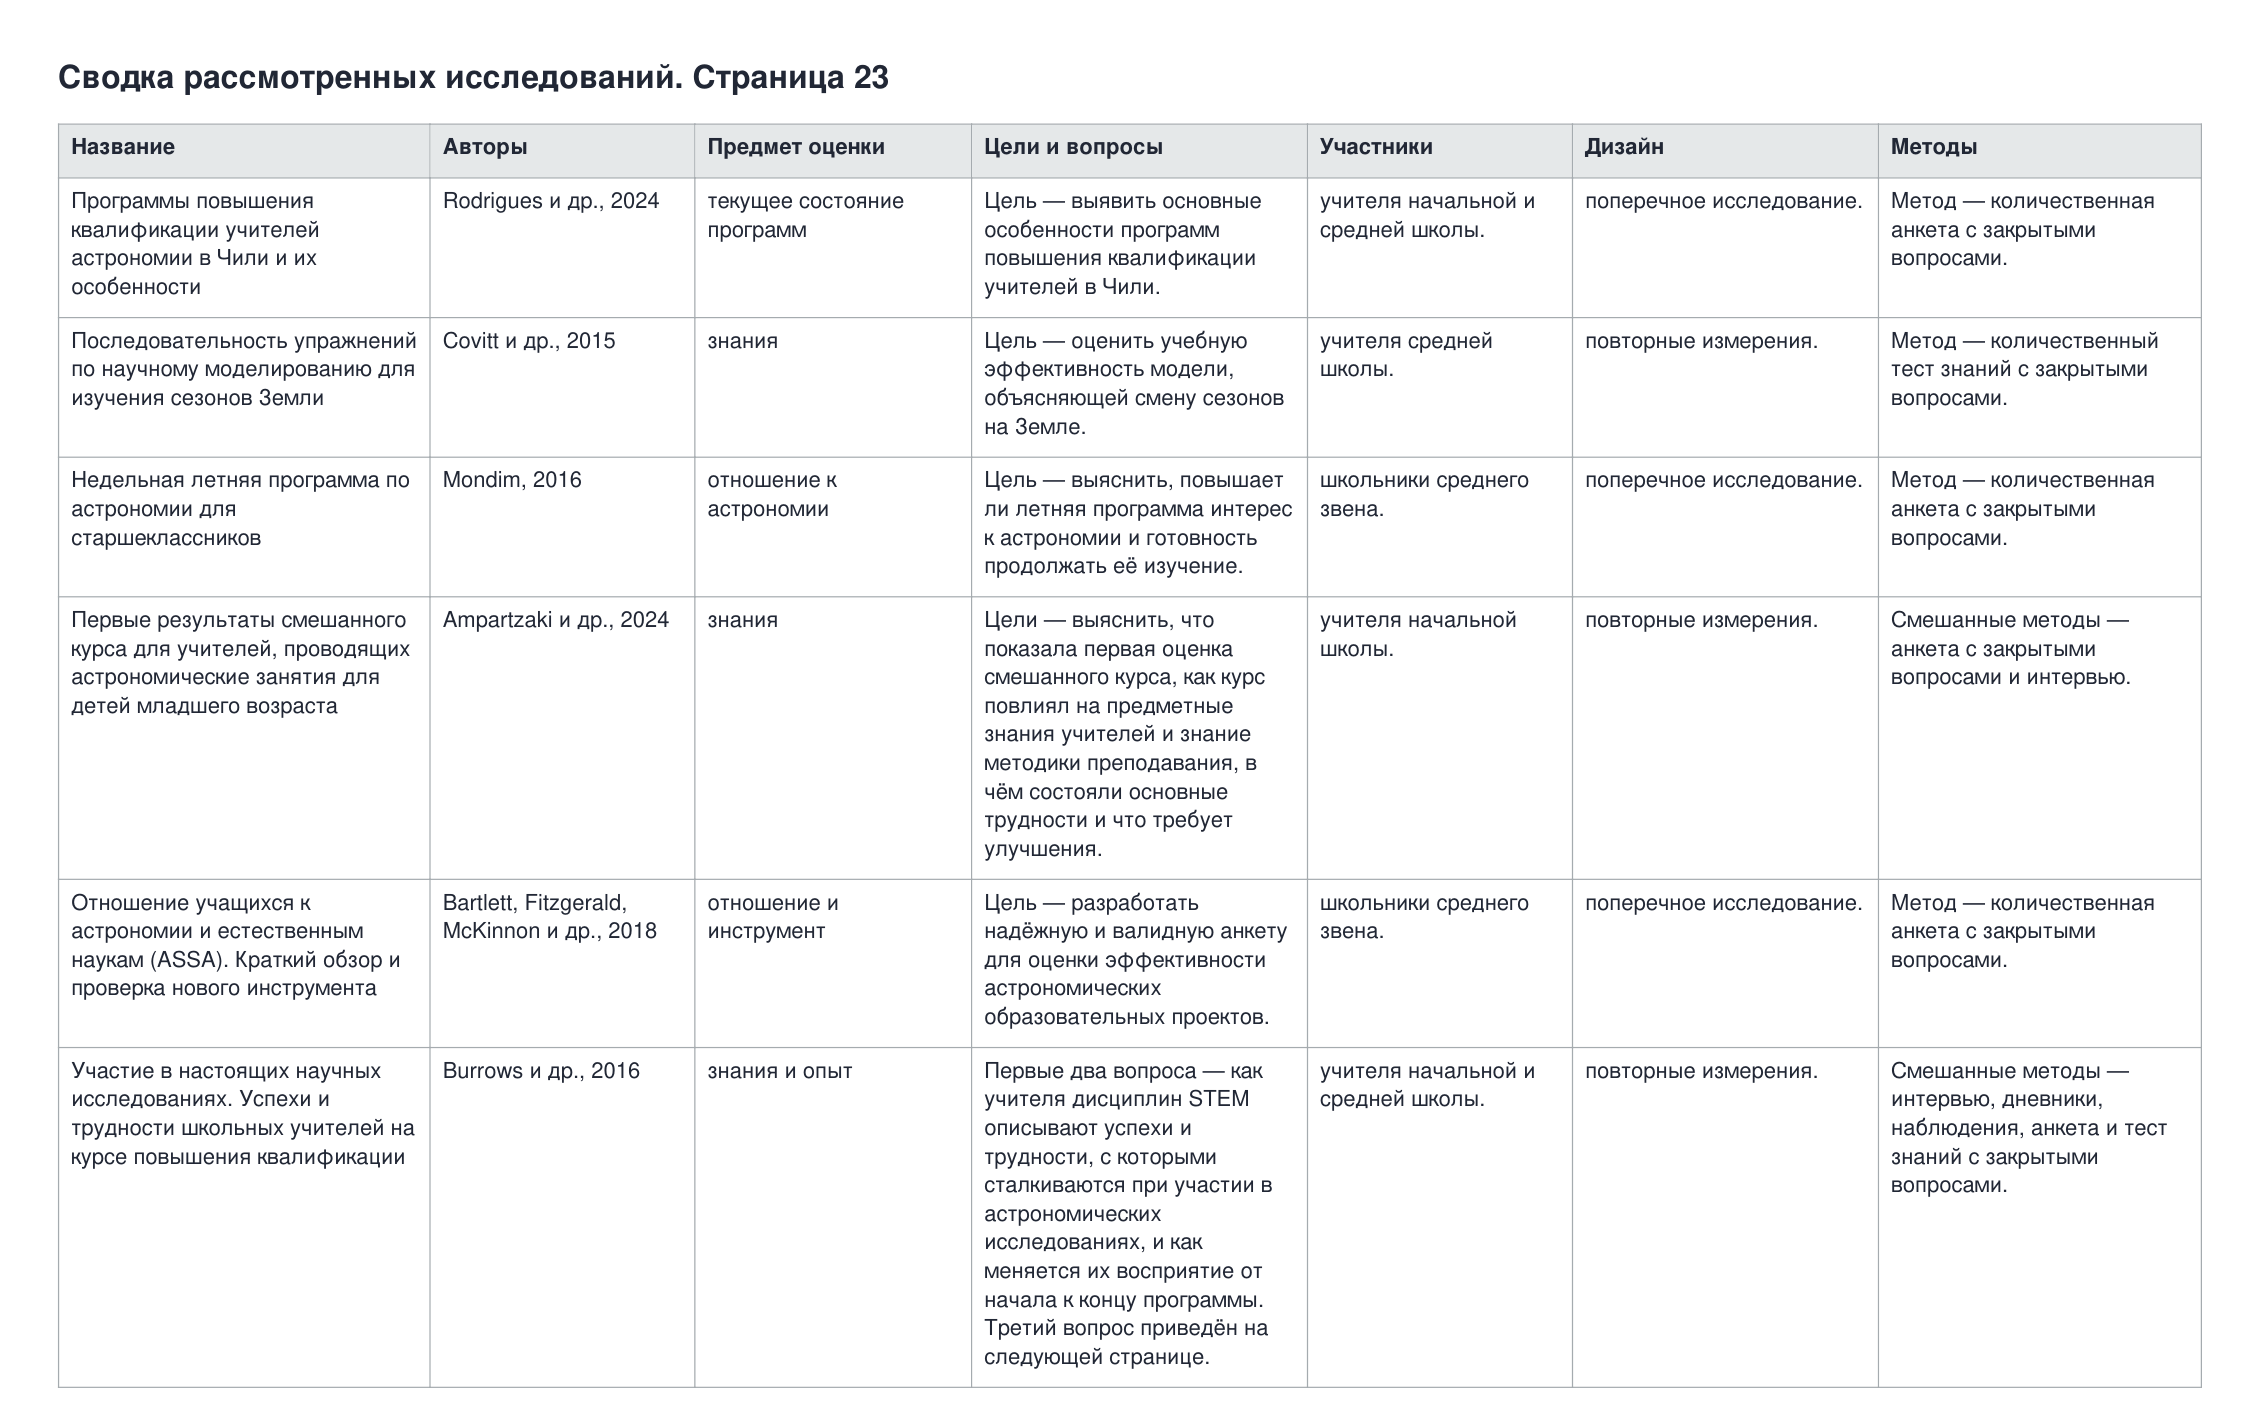 Сводка рассмотренных исследований. Страница 23
Название
Авторы
Предмет оценки
Цели и вопросы
Участники
Дизайн
Методы
Программы повышения
квалификации учителей
астрономии в Чили и их
особенности
Rodrigues и др., 2024
текущее состояние
программ
Цель — выявить основные
особенности программ
повышения квалификации
учителей в Чили.
учителя начальной и
средней школы.
поперечное исследование.
Метод — количественная
анкета с закрытыми
вопросами.
Последовательность упражнений
по научному моделированию для
изучения сезонов Земли
Covitt и др., 2015
знания
Цель — оценить учебную
эффективность модели,
объясняющей смену сезонов
на Земле.
учителя средней
школы.
повторные измерения.
Метод — количественный
тест знаний с закрытыми
вопросами.
Недельная летняя программа по
астрономии для
старшеклассников
Mondim, 2016
отношение к
астрономии
Цель — выяснить, повышает
ли летняя программа интерес
к астрономии и готовность
продолжать её изучение.
школьники среднего
звена.
поперечное исследование.
Метод — количественная
анкета с закрытыми
вопросами.
Первые результаты смешанного
курса для учителей, проводящих
астрономические занятия для
детей младшего возраста
Ampartzaki и др., 2024
знания
Цели — выяснить, что
показала первая оценка
смешанного курса, как курс
повлиял на предметные
знания учителей и знание
методики преподавания, в
чём состояли основные
трудности и что требует
улучшения.
учителя начальной
школы.
повторные измерения.
Смешанные методы —
анкета с закрытыми
вопросами и интервью.
Отношение учащихся к
астрономии и естественным
наукам (ASSA). Краткий обзор и
проверка нового инструмента
Bartlett, Fitzgerald,
McKinnon и др., 2018
отношение и
инструмент
Цель — разработать
надёжную и валидную анкету
для оценки эффективности
астрономических
образовательных проектов.
школьники среднего
звена.
поперечное исследование.
Метод — количественная
анкета с закрытыми
вопросами.
Участие в настоящих научных
исследованиях. Успехи и
трудности школьных учителей на
курсе повышения квалификации
Burrows и др., 2016
знания и опыт
Первые два вопроса — как
учителя дисциплин STEM
описывают успехи и
трудности, с которыми
сталкиваются при участии в
астрономических
исследованиях, и как
меняется их восприятие от
начала к концу программы.
Третий вопрос приведён на
следующей странице.
учителя начальной и
средней школы.
повторные измерения.
Смешанные методы —
интервью, дневники,
наблюдения, анкета и тест
знаний с закрытыми
вопросами.